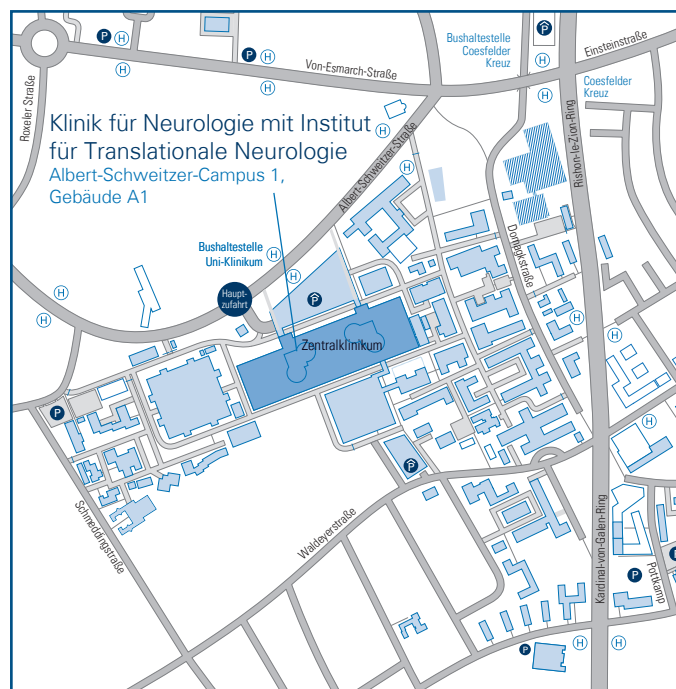 Bushaltestelle
Coesfelder
Kreuz
Einsteinstraße
P
H
P
H
H
H
H
H
Von-Esmarch-Straße
Coesfelder
Kreuz
H
H
Roxeler Straße
Klinik für Neurologie mit Institut
für Translationale Neurologie
Albert-Schweitzer-Campus 1,
Gebäude A1
H
H
Albert-Schweitzer-Straße
Rishon-le-Zion-Ring
Domagkstraße
Bushaltestelle
Uni-Klinikum
H
H
Haupt-
zufahrt
P
H
H
H
H
Zentralklinikum
P
H
H
P
Schmeddingstraße
Waldeyerstraße
Kardinal-von-Galen-Ring
P
Pottkamp
P
P
H
H